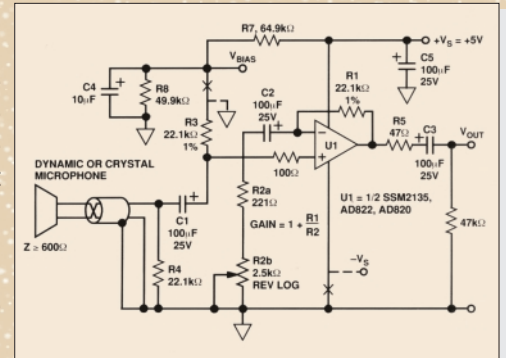 R7, 64.9kΩ
+VS = +5V
VBIAS
C4
10µF
R8
49.9kΩ
R3
22.1kΩ
1%
C2
100µF
25V
R1
22.1kΩ
1%
C5
100µF
25V
U1
100Ω
R5
47Ω
C3
100µF
25V
VOUT
DYNAMIC OR CRYSTAL
MICROPHONE
Z ≥ 600Ω
C1
100µF
25V
R2a
221Ω
GAIN = 1 + R1
R2
U1 = 1/2 SSM2135,
AD822, AD820
47kΩ
R4
22.1kΩ
R2b
2.5kΩ
REV LOG
−VS